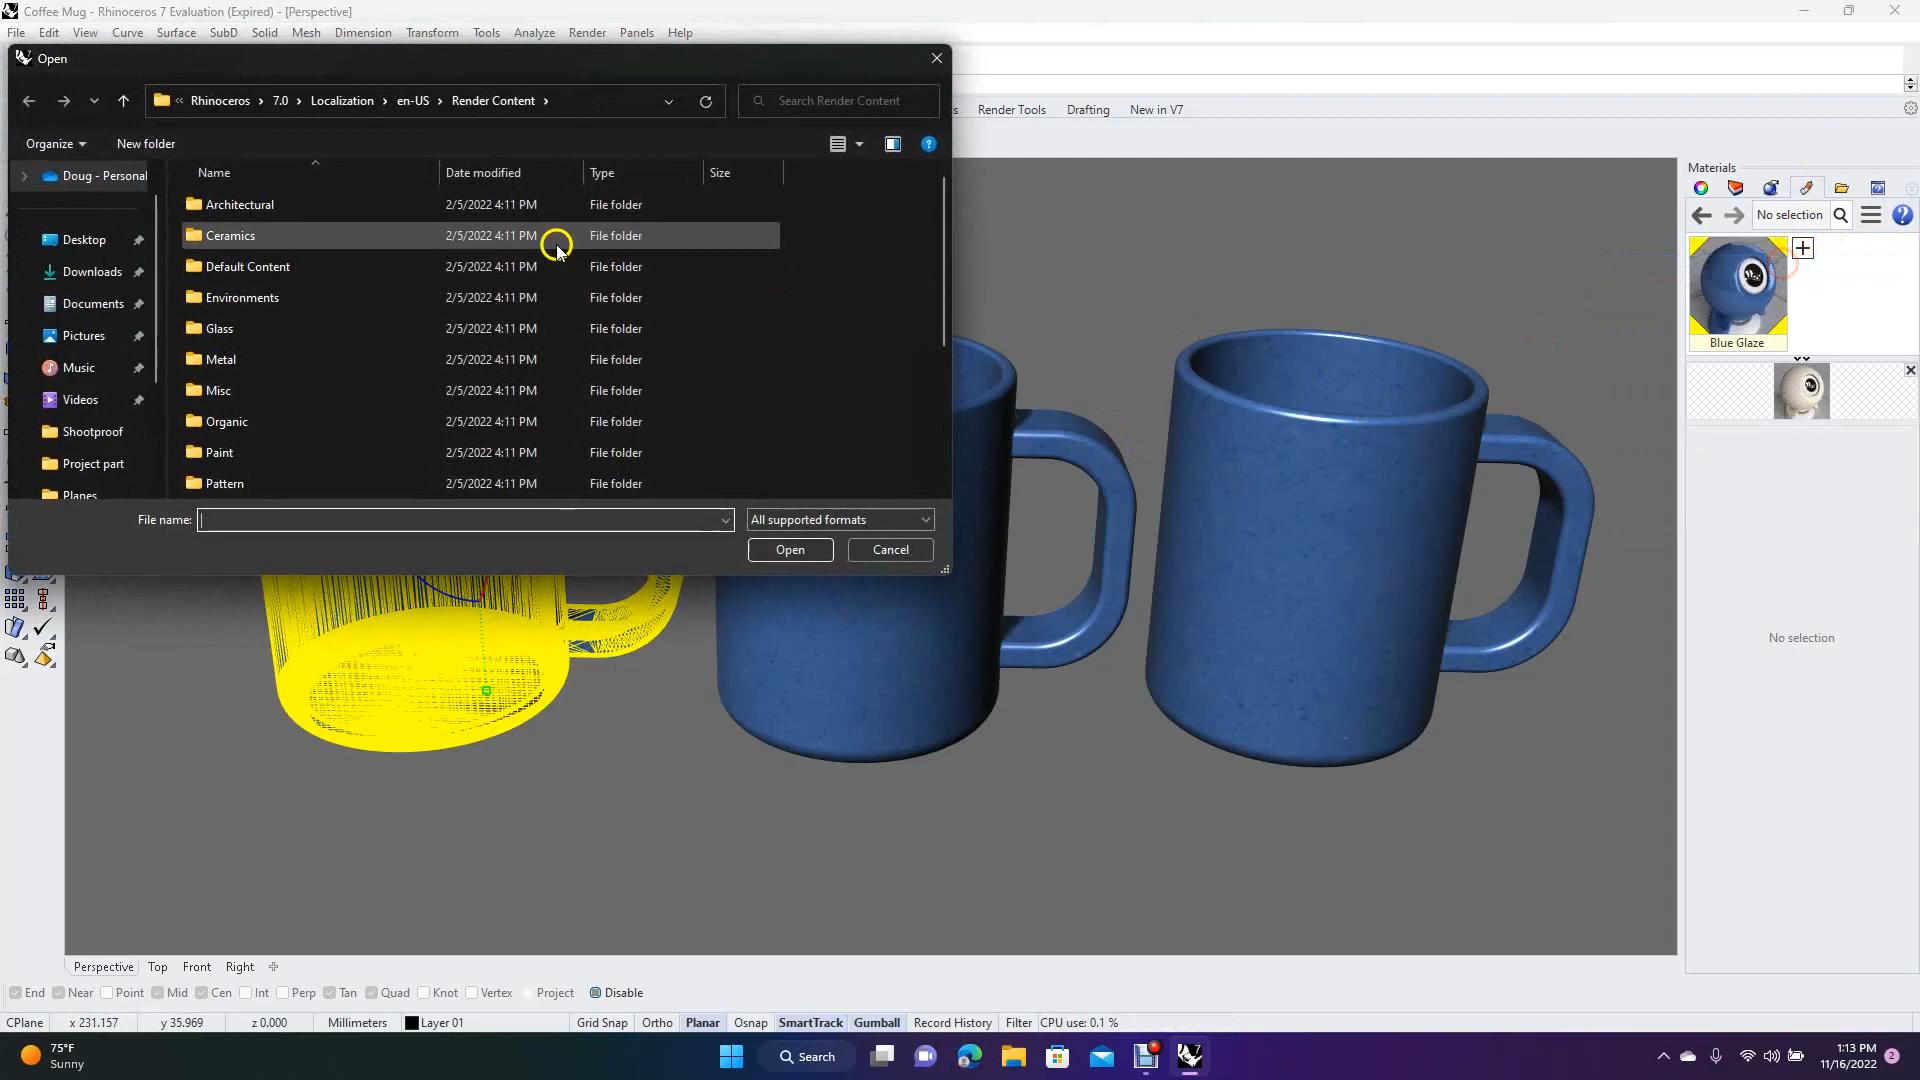 Coffee Mug - Rhinoceros 7 Evaluation (Expired) - [Perspective]
File Edit View Curve Surface SubD Solid Mesh Dimension Transform Tools Analyze Render Panels Help
Open
« Rhinoceros > 7.0 > Localization > en-US > Render Content >
Search Render Content
Render Tools Drafting New in V7
Organize New folder
Materials
Doug - Personal
Desktop
Downloads
Documents
Pictures
Music
Videos
Shootproof
Project part
Planes
Name Date modified Type Size
Architectural 2/5/2022 4:11 PM File folder
Ceramics 2/5/2022 4:11 PM File folder
Default Content 2/5/2022 4:11 PM File folder
Environments 2/5/2022 4:11 PM File folder
Glass 2/5/2022 4:11 PM File folder
Metal 2/5/2022 4:11 PM File folder
Misc 2/5/2022 4:11 PM File folder
Organic 2/5/2022 4:11 PM File folder
Paint 2/5/2022 4:11 PM File folder
Pattern 2/5/2022 4:11 PM File folder
File name: All supported formats
Open Cancel
No selection
Blue Glaze
No selection
Perspective Top Front Right
End Near Point Mid Cen Int Perp Tan Quad Knot Vertex Project Disable
CPlane x 231.157 y 35.969 z 0.000 Millimeters Layer 01 Grid Snap Ortho Planar Osnap SmartTrack Gumball Record History Filter CPU use: 0.1 %
75°F
Sunny
Search
1:13 PM
11/16/2022
2